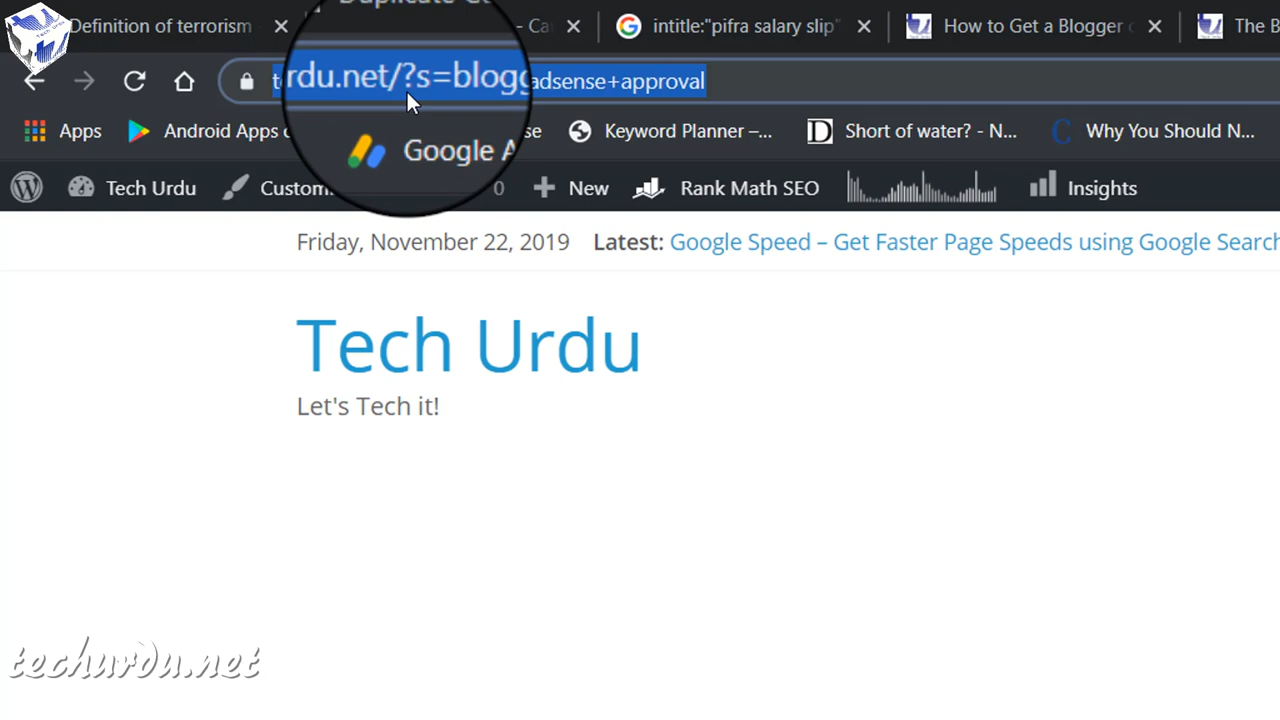 Duplicate
Definition of terrorism
intitle:"pifra salary slip"
How to Get a Blogger
The B
rdu.net/?s=blogg adsense+approval
Apps
Android Apps
Google A
se
Keyword Planner –...
Short of water? - N...
Why You Should N...
Tech Urdu
Custom
0
New
Rank Math SEO
Insights
Friday, November 22, 2019
Latest: Google Speed – Get Faster Page Speeds using Google Search
Tech Urdu
Let's Tech it!
techurdu.net